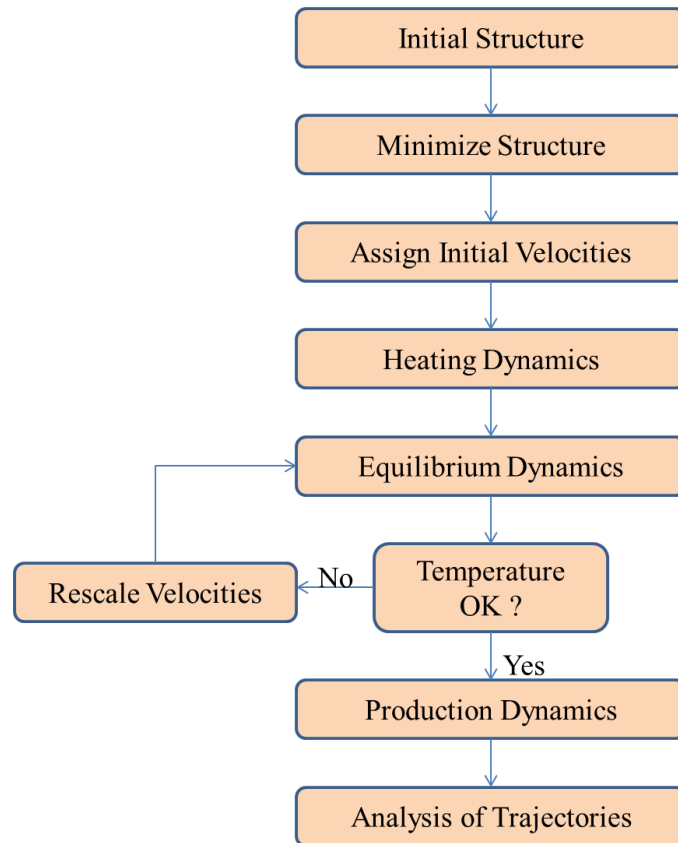 Initial Structure
Minimize Structure
Assign Initial Velocities
Heating Dynamics
Equilibrium Dynamics
Temperature
OK ?
No
Rescale Velocities
Yes
Production Dynamics
Analysis of Trajectories